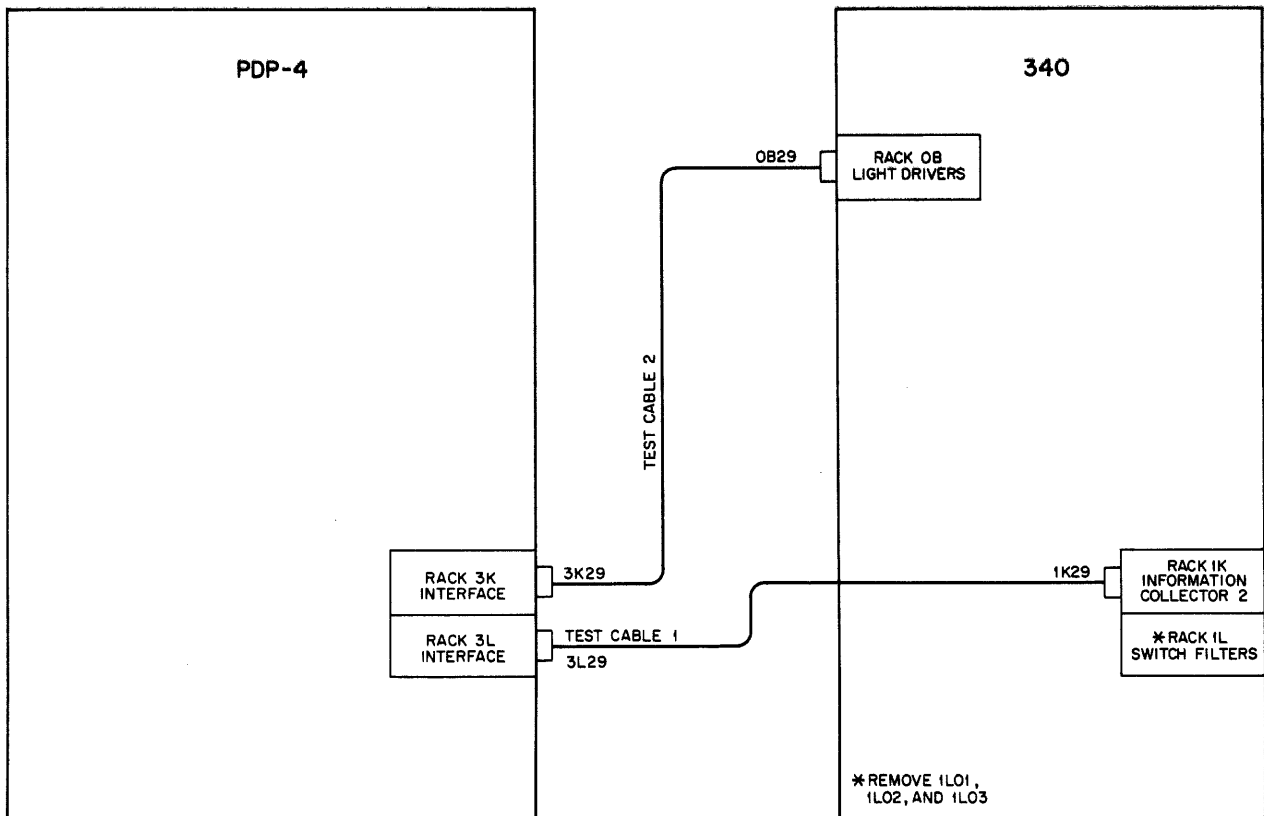 PDP-4
340
0B29
RACK 0B
LIGHT DRIVERS
TEST CABLE 2
RACK 3K
INTERFACE
3K29
1K29
RACK 1K
INFORMATION
COLLECTOR 2
RACK 3L
INTERFACE
TEST CABLE 1
3L29
*RACK 1L
SWITCH FILTERS
*REMOVE 1L01,
1L02, AND 1L03